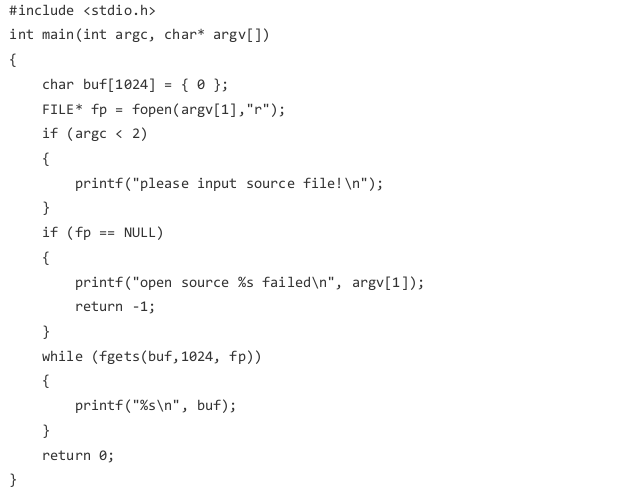 #include <stdio.h>
int main(int argc, char* argv[])
{
    char buf[1024] = { 0 };
    FILE* fp = fopen(argv[1],"r");
    if (argc < 2)
    {
        printf("please input source file!\n");
    }
    if (fp == NULL)
    {
        printf("open source %s failed\n", argv[1]);
        return -1;
    }
    while (fgets(buf,1024, fp))
    {
        printf("%s\n", buf);
    }
    return 0;
}